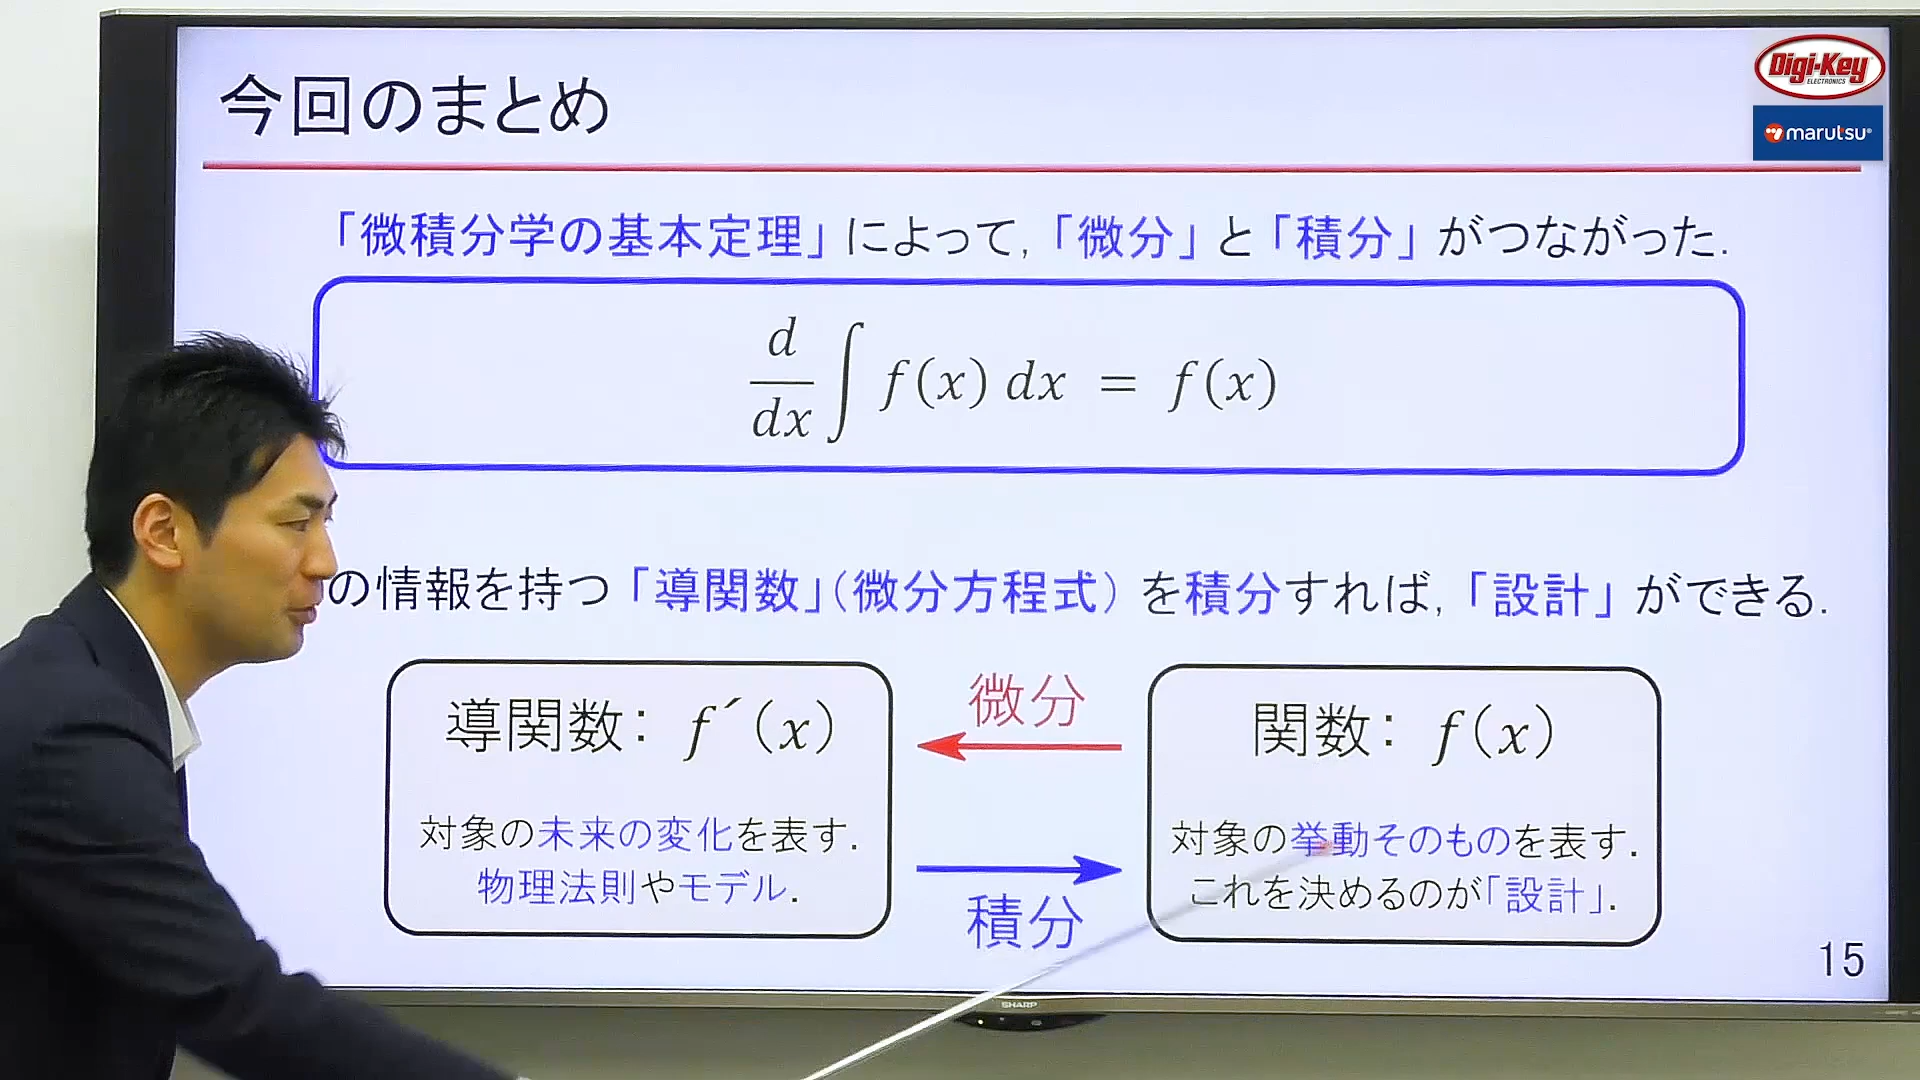 今回のまとめ
Digi-Key
ELECTRONICS
marutsu
「微積分学の基本定理」によって,「微分」と「積分」がつながった.
d/dx ∫ f(x) dx = f(x)
の情報を持つ「導関数」(微分方程式)を積分すれば,「設計」ができる.
導関数: f´(x)
対象の未来の変化を表す.
物理法則やモデル.
微分
積分
関数: f(x)
対象の挙動そのものを表す.
これを決めるのが「設計」.
15
SHARP